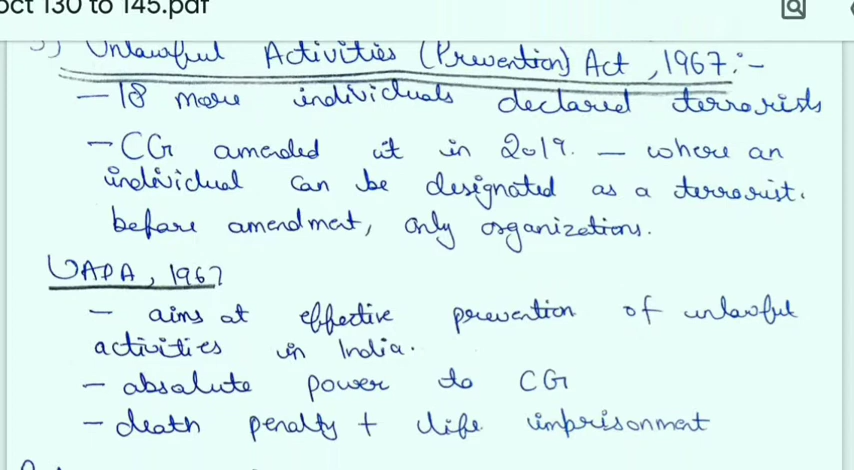 oct 130 to 145.pdf
5) Unlawful Activities (Prevention) Act, 1967:-
- 18 more individuals declared terrorists
- CG amended it in 2019. - where an
individual can be designated as a terrorist.
before amendment, only organizations.
UAPA, 1967
- aims at effective prevention of unlawful
activities in India.
- absolute power to CG
- death penalty + life imprisonment